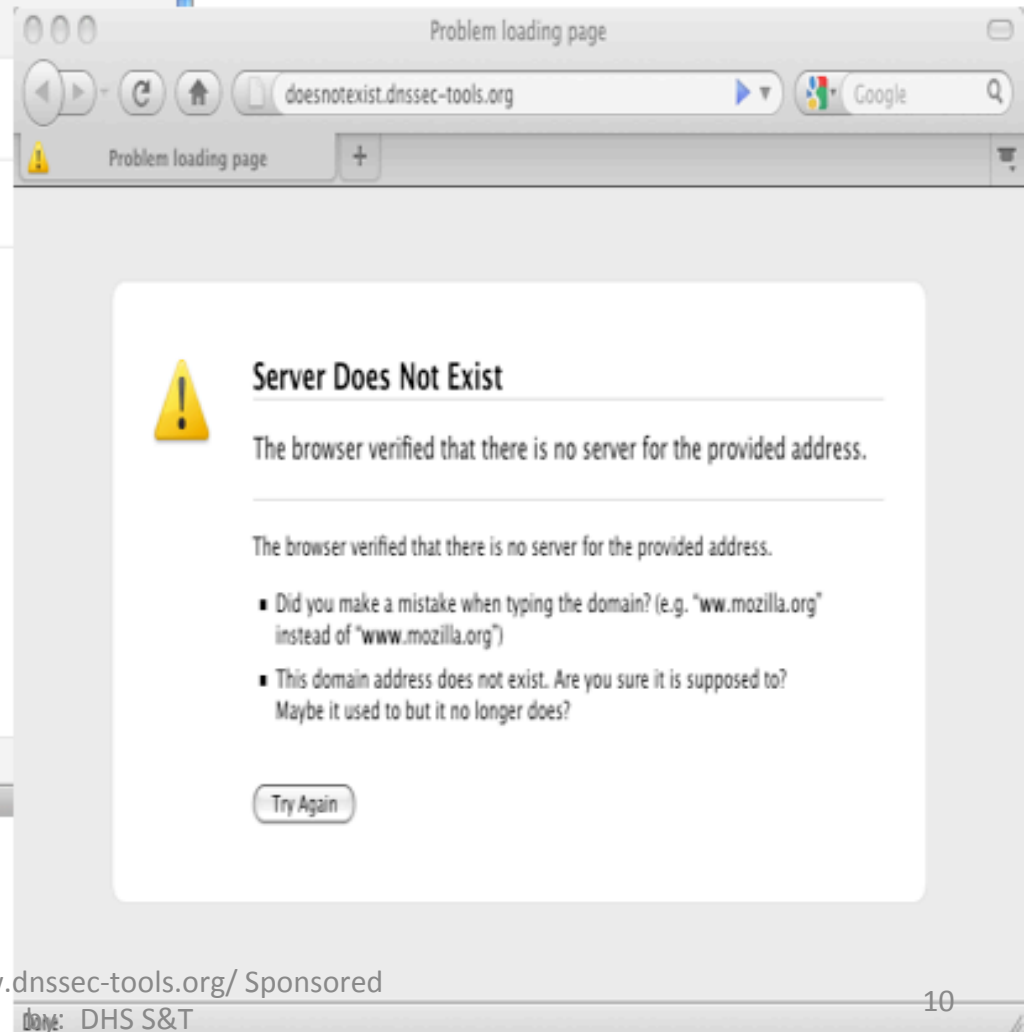 Problem loading page
doesnotexist.dnssec-tools.org
Google
Problem loading page +
Server Does Not Exist
The browser verified that there is no server for the provided address.
The browser verified that there is no server for the provided address.
▪ Did you make a mistake when typing the domain? (e.g. "ww.mozilla.org"
instead of "www.mozilla.org")
▪ This domain address does not exist. Are you sure it is supposed to?
Maybe it used to but it no longer does?
Try Again
.dnssec-tools.org/ Sponsored
by: DHS S&T
Done
10